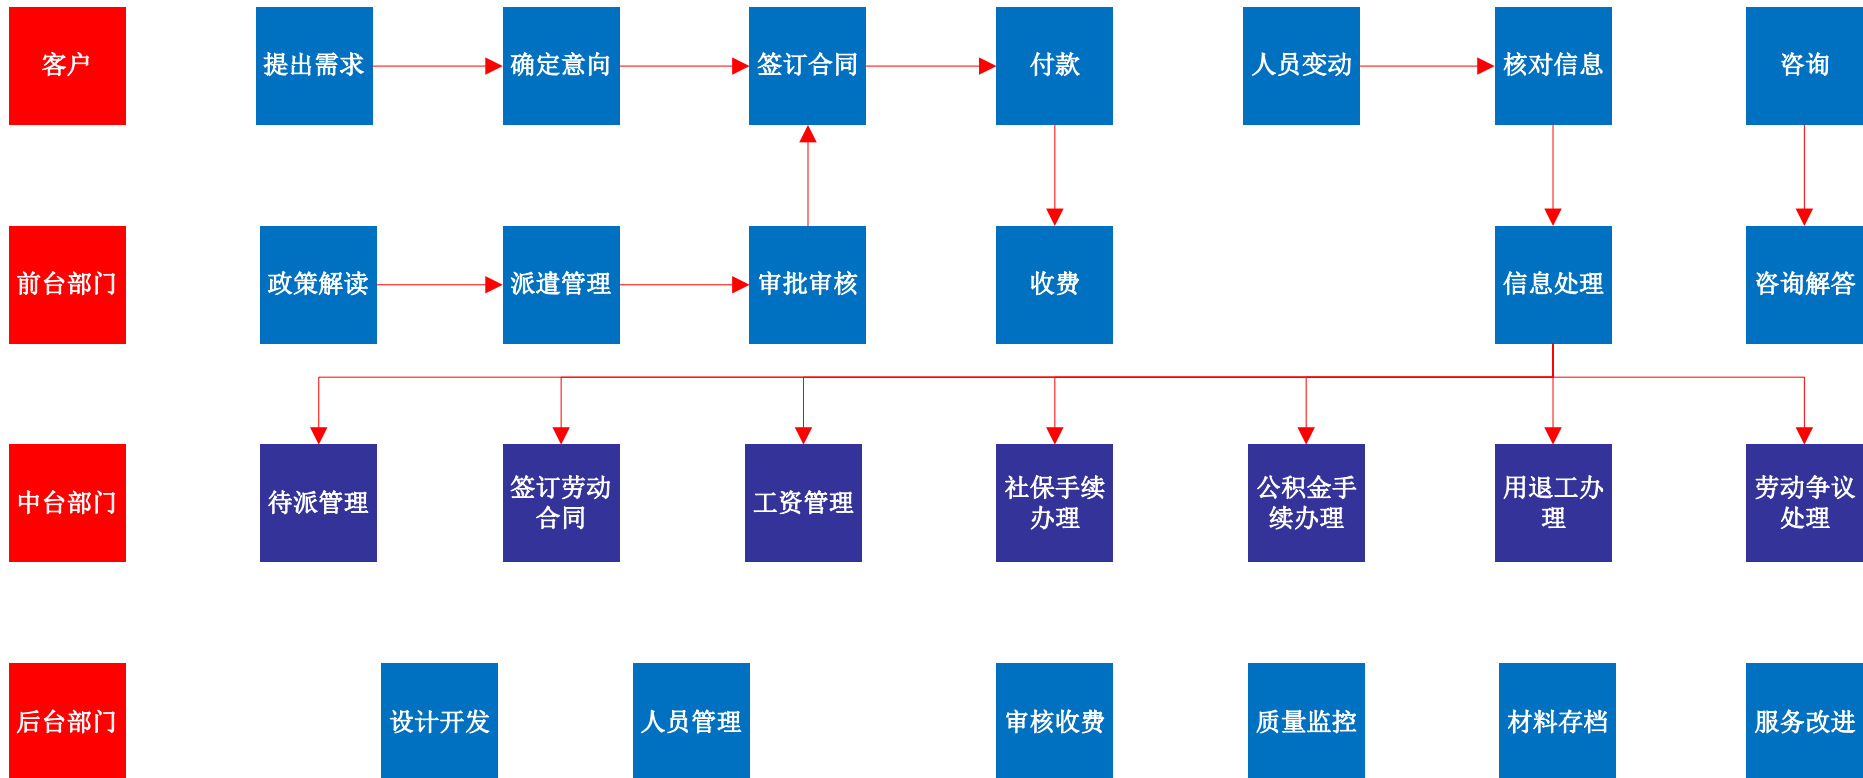 客户
提出需求
确定意向
签订合同
付款
人员变动
核对信息
咨询
前台部门
政策解读
派遣管理
审批审核
收费
信息处理
咨询解答
中台部门
待派管理
签订劳动
合同
工资管理
社保手续
办理
公积金手
续办理
用退工办
理
劳动争议
处理
后台部门
设计开发
人员管理
审核收费
质量监控
材料存档
服务改进